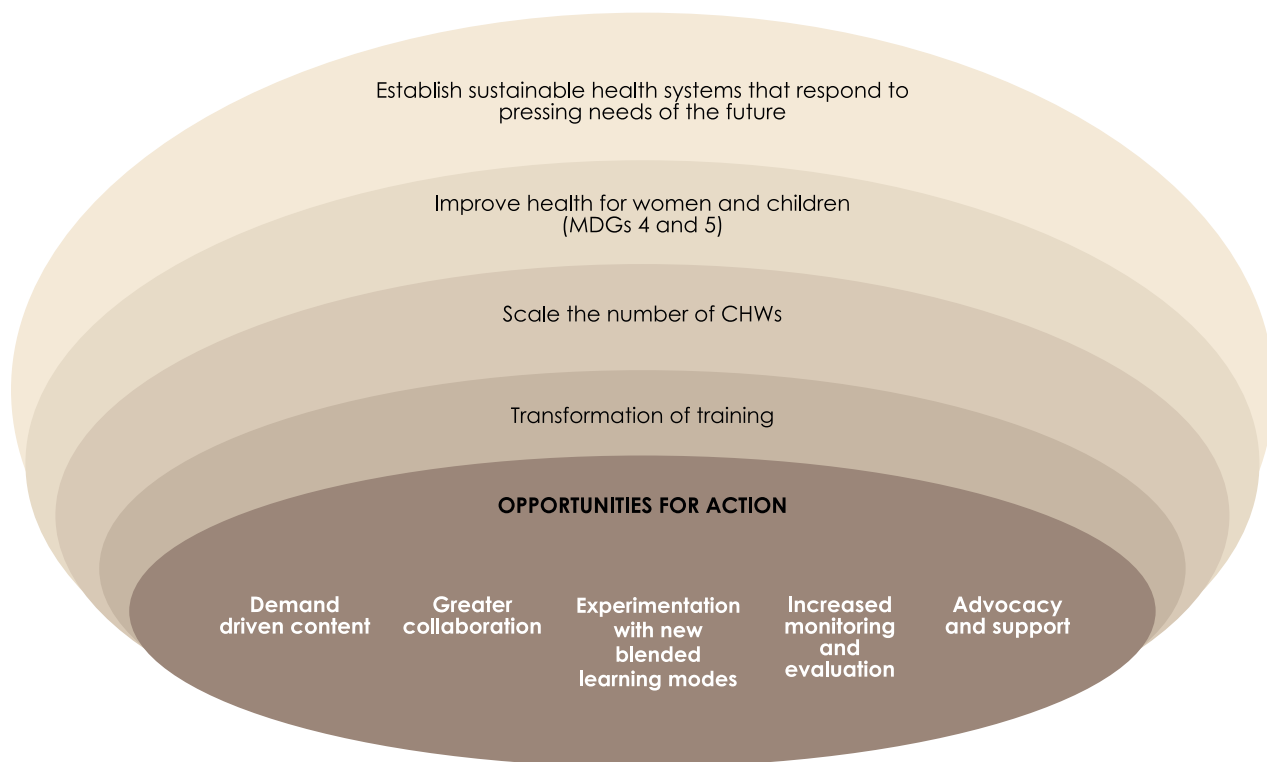 Establish sustainable health systems that respond to
pressing needs of the future
Improve health for women and children
(MDGs 4 and 5)
Scale the number of CHWs
Transformation of training
OPPORTUNITIES FOR ACTION
Demand
driven content
Greater
collaboration
Experimentation
with new
blended
learning modes
Increased
monitoring
and
evaluation
Advocacy
and support